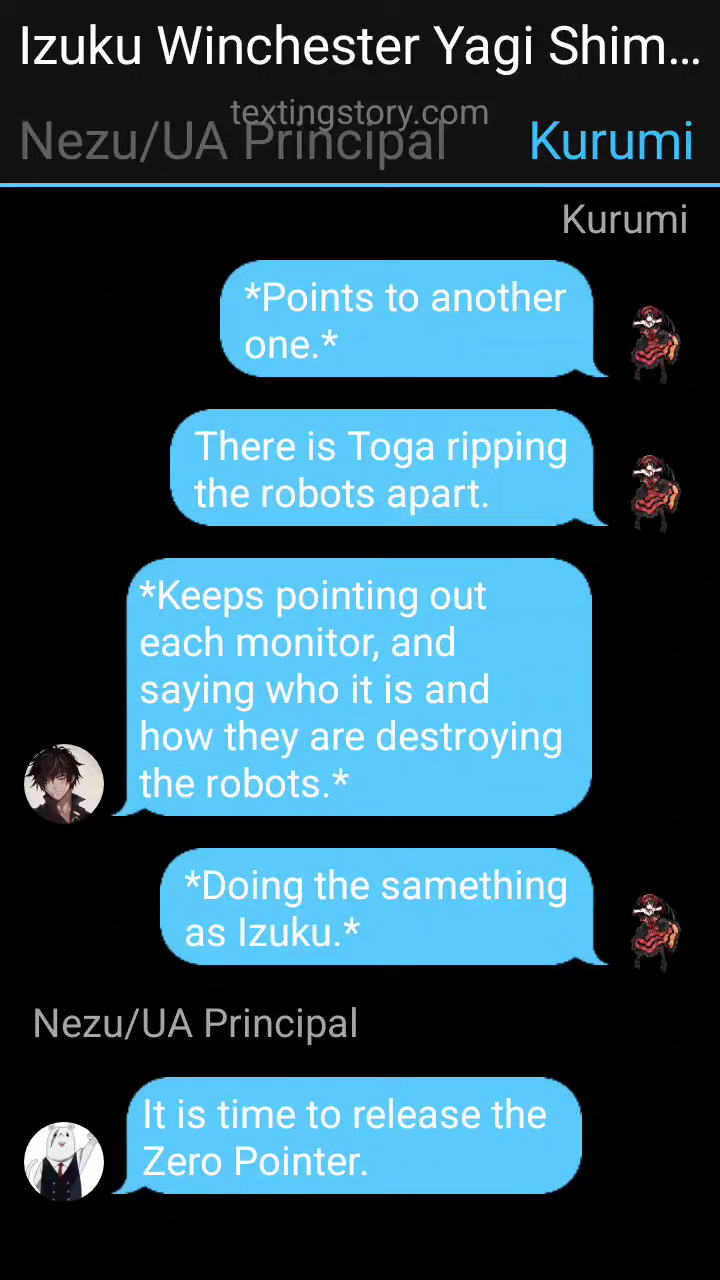 Izuku Winchester Yagi Shim...
textingstory.com
Nezu/UA Principal
Kurumi
Kurumi
*Points to another
one.*
There is Toga ripping
the robots apart.
*Keeps pointing out
each monitor, and
saying who it is and
how they are destroying
the robots.*
*Doing the samething
as Izuku.*
Nezu/UA Principal
It is time to release the
Zero Pointer.